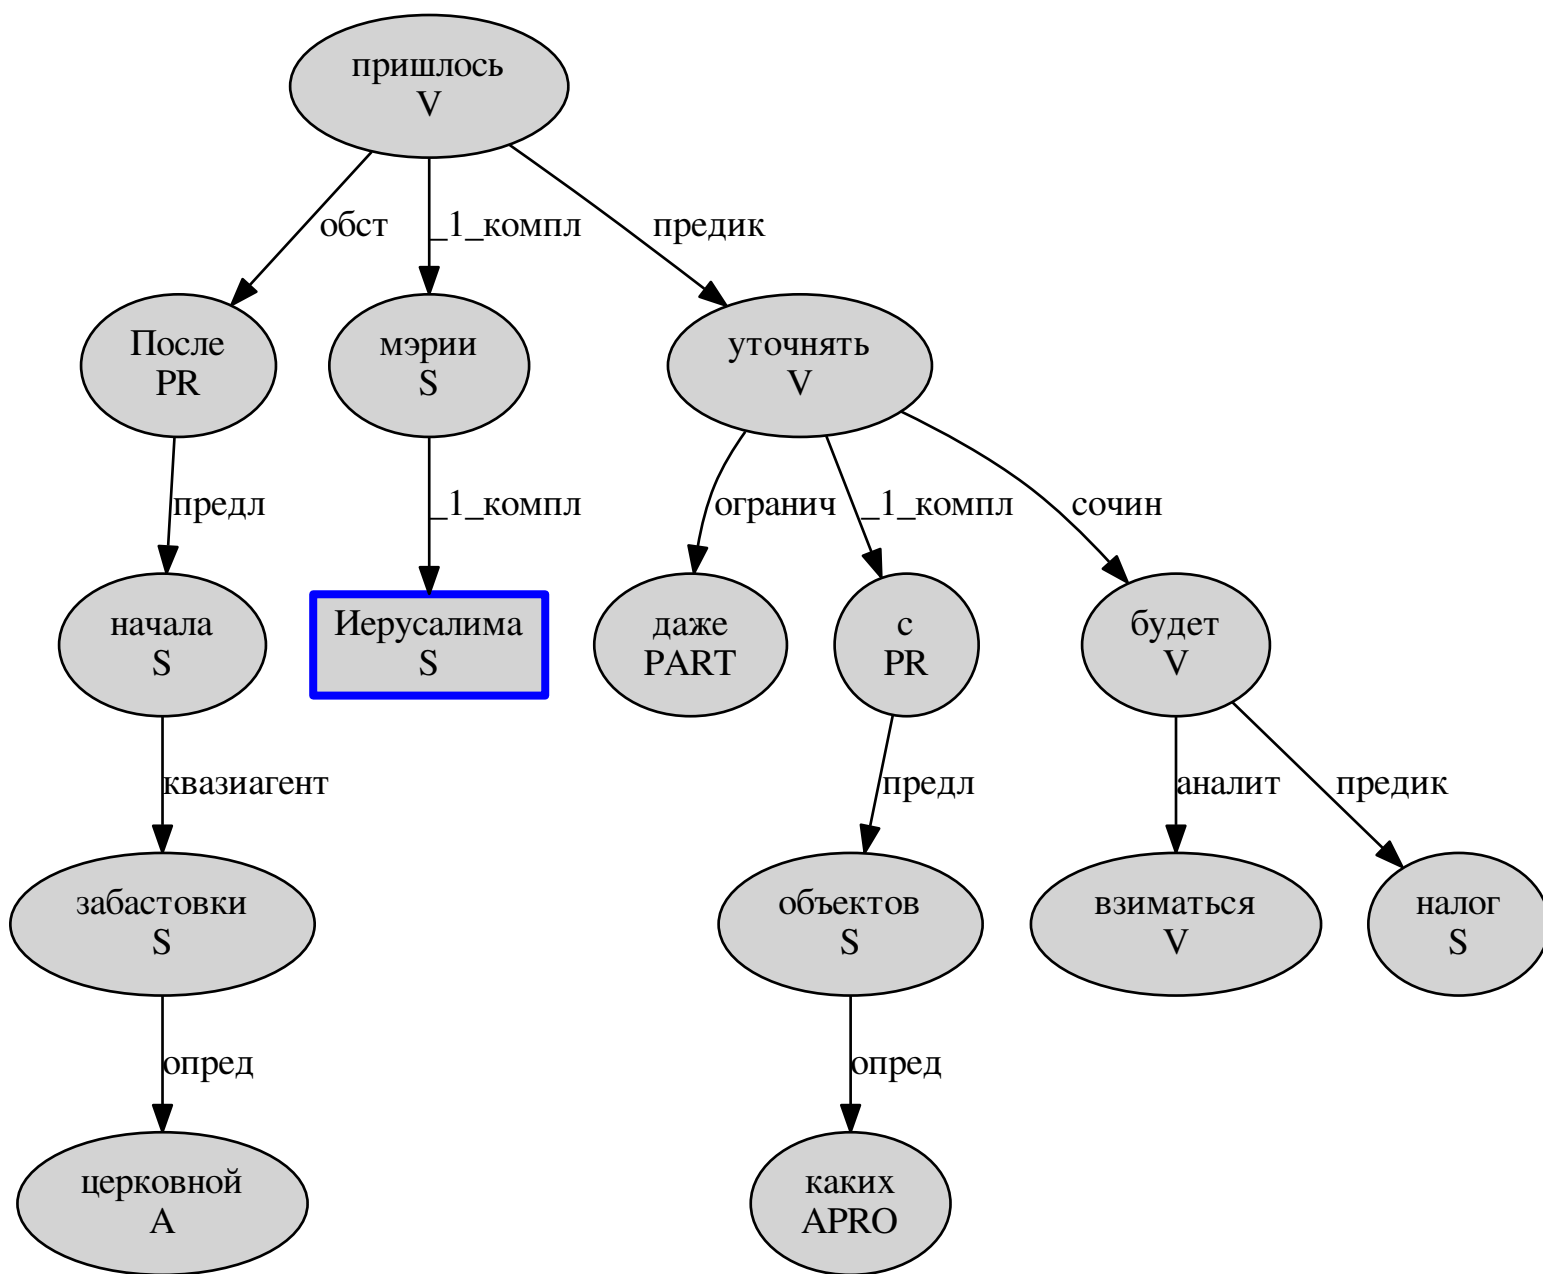 пришлось
V
обст
_1_компл
предик
После
PR
мэрии
S
уточнять
V
предл
_1_компл
огранич
_1_компл
сочин
начала
S
Иерусалима
S
даже
PART
с
PR
будет
V
квазиагент
предл
аналит
предик
забастовки
S
объектов
S
взиматься
V
налог
S
опред
опред
церковной
A
каких
APRO